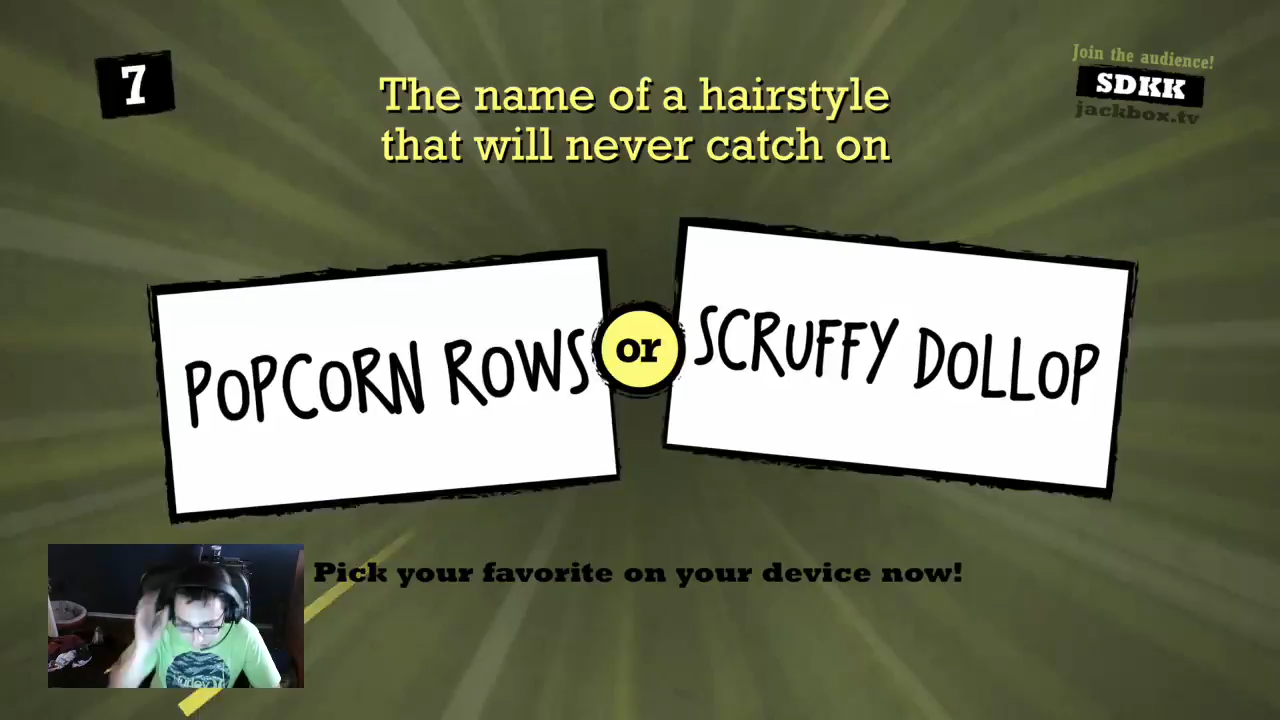 7
Join the audience!
SDKK
jackbox.tv
The name of a hairstyle
that will never catch on
POPCORN ROWS
or
SCRUFFY DOLLOP
Pick your favorite on your device now!